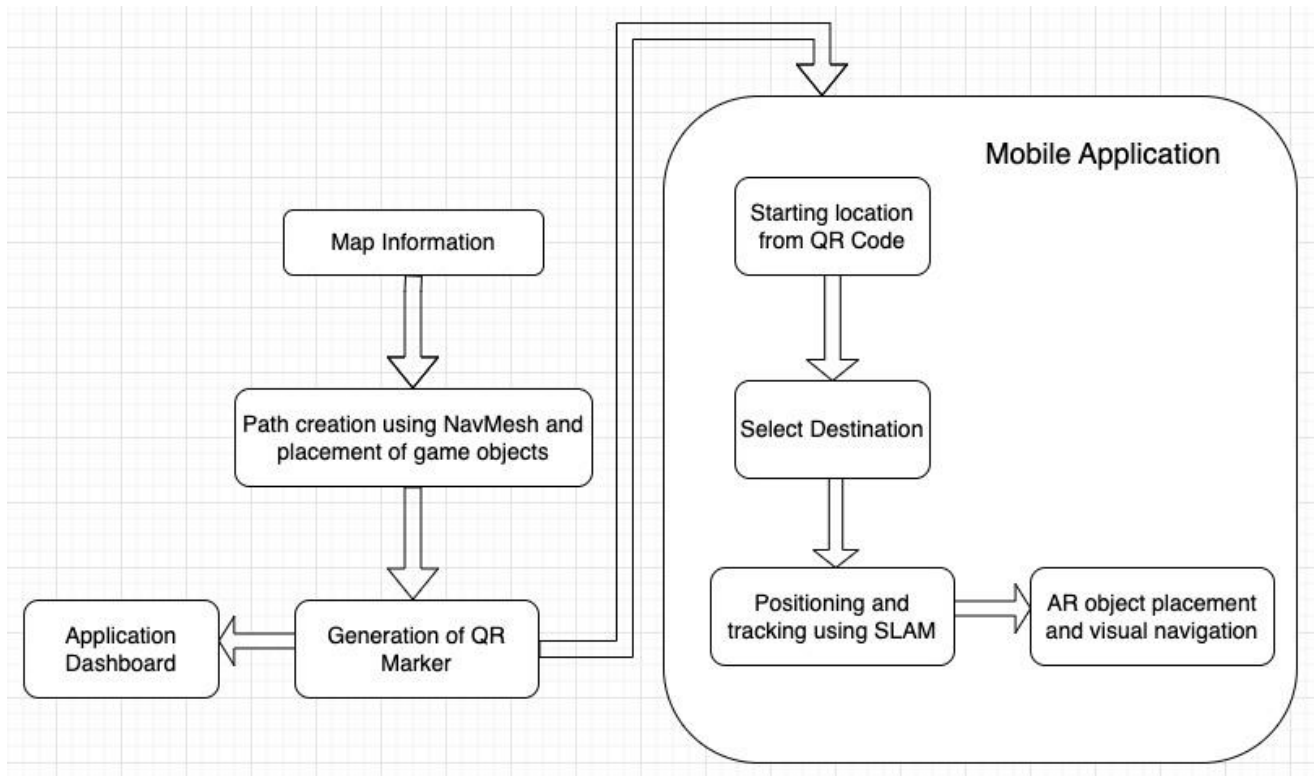 Mobile Application
Starting location
from QR Code
Map Information
Path creation using NavMesh and
placement of game objects
Select Destination
Application
Dashboard
Generation of QR
Marker
Positioning and
tracking using SLAM
AR object placement
and visual navigation